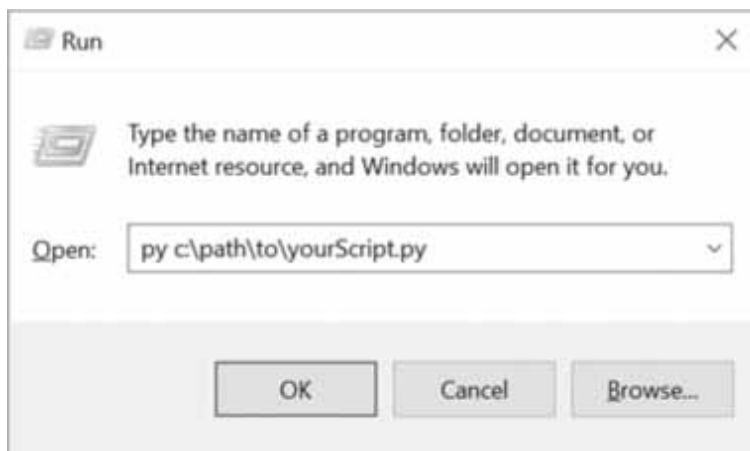 Run
Type the name of a program, folder, document, or
Internet resource, and Windows will open it for you.
Open:
py c:\path\to\yourScript.py
OK
Cancel
Browse...